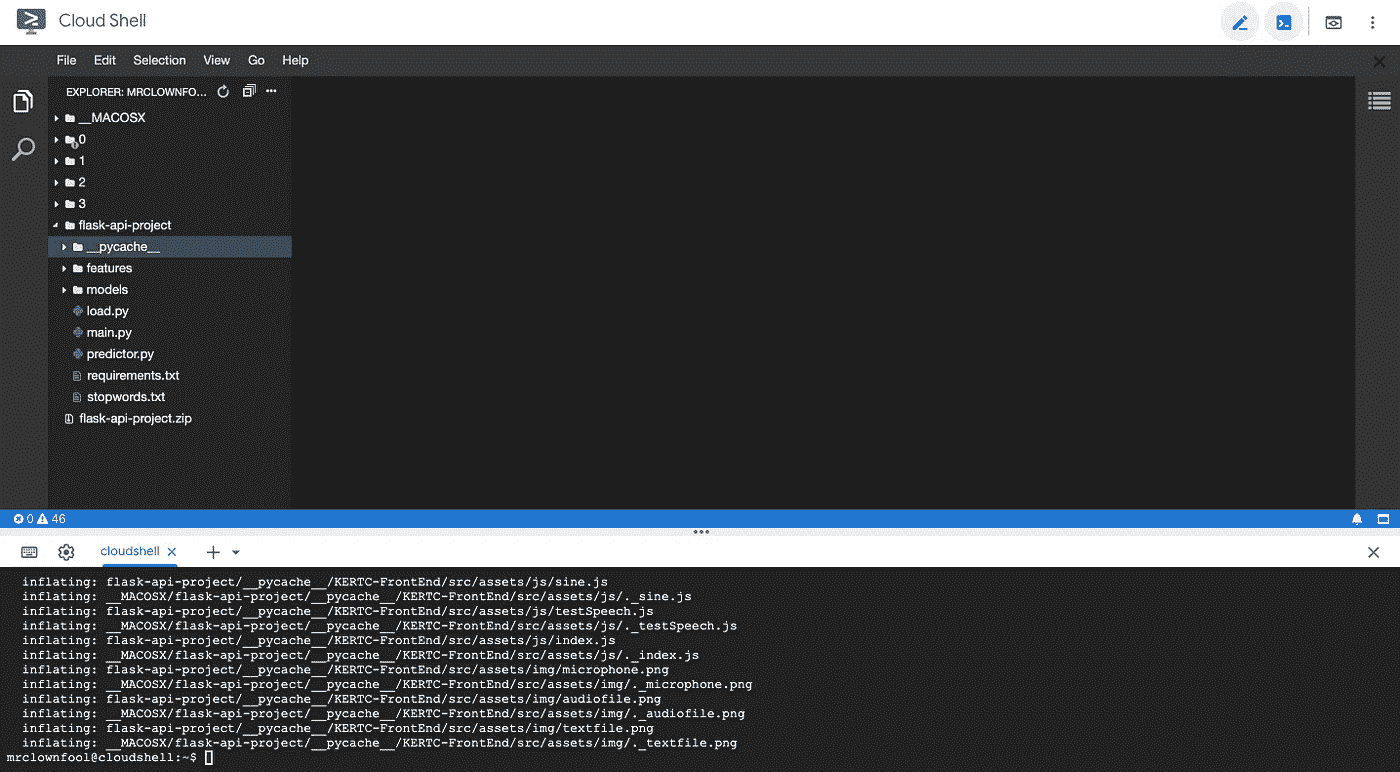 Cloud Shell
File Edit Selection View Go Help
EXPLORER: MRCLOWNFO...
__MACOSX
0
1
2
3
flask-api-project
__pycache__
features
models
load.py
main.py
predictor.py
requirements.txt
stopwords.txt
flask-api-project.zip
0 46
cloudshell
inflating: flask-api-project/__pycache__/KERTC-FrontEnd/src/assets/js/sine.js
inflating: __MACOSX/flask-api-project/__pycache__/KERTC-FrontEnd/src/assets/js/._sine.js
inflating: flask-api-project/__pycache__/KERTC-FrontEnd/src/assets/js/testSpeech.js
inflating: __MACOSX/flask-api-project/__pycache__/KERTC-FrontEnd/src/assets/js/._testSpeech.js
inflating: flask-api-project/__pycache__/KERTC-FrontEnd/src/assets/js/index.js
inflating: __MACOSX/flask-api-project/__pycache__/KERTC-FrontEnd/src/assets/js/._index.js
inflating: flask-api-project/__pycache__/KERTC-FrontEnd/src/assets/img/microphone.png
inflating: __MACOSX/flask-api-project/__pycache__/KERTC-FrontEnd/src/assets/img/._microphone.png
inflating: flask-api-project/__pycache__/KERTC-FrontEnd/src/assets/img/audiofile.png
inflating: __MACOSX/flask-api-project/__pycache__/KERTC-FrontEnd/src/assets/img/._audiofile.png
inflating: flask-api-project/__pycache__/KERTC-FrontEnd/src/assets/img/textfile.png
inflating: __MACOSX/flask-api-project/__pycache__/KERTC-FrontEnd/src/assets/img/._textfile.png
mrclownfool@cloudshell:~$